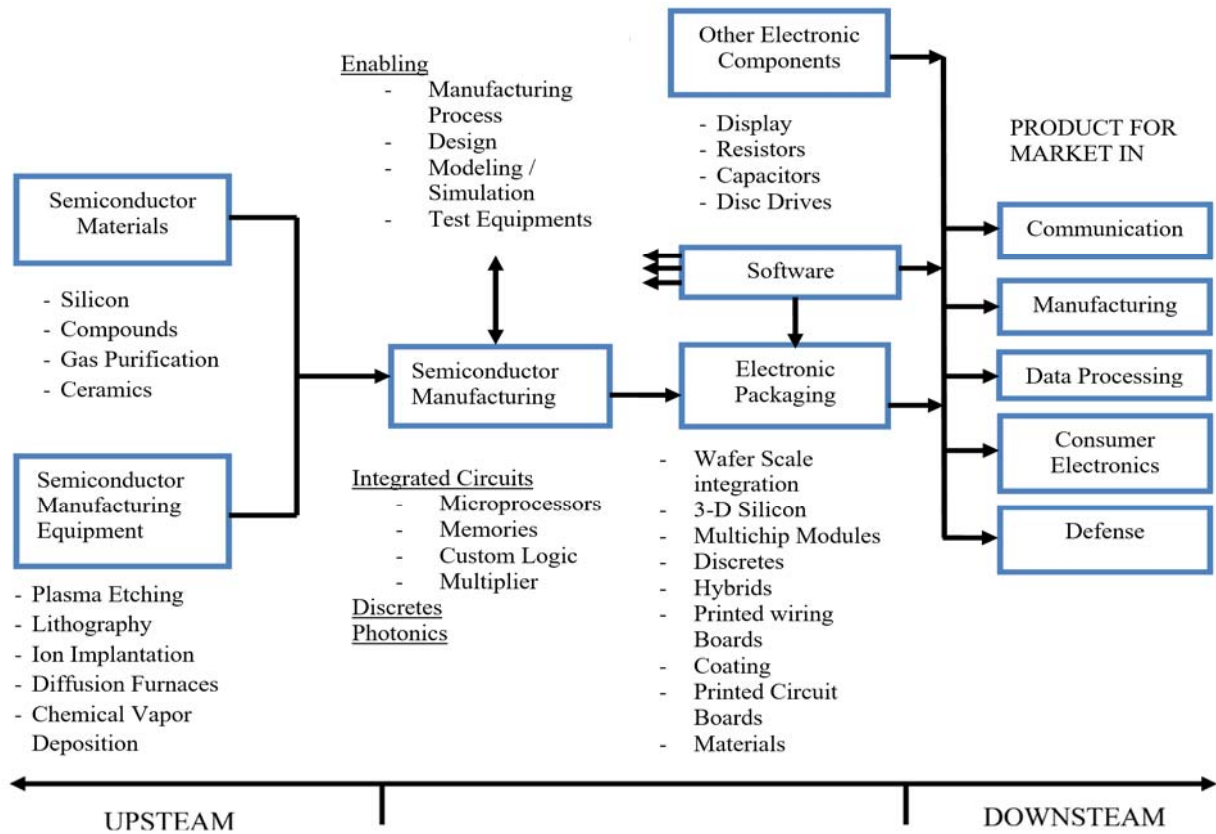 Other Electronic
Components
- Display
- Resistors
- Capacitors
- Disc Drives
Enabling
- Manufacturing
Process
- Design
- Modeling /
Simulation
- Test Equipments
PRODUCT FOR
MARKET IN
Semiconductor
Materials
- Silicon
- Compounds
- Gas Purification
- Ceramics
Software
Communication
Manufacturing
Data Processing
Consumer
Electronics
Defense
Semiconductor
Manufacturing
Electronic
Packaging
Semiconductor
Manufacturing
Equipment
- Plasma Etching
- Lithography
- Ion Implantation
- Diffusion Furnaces
- Chemical Vapor
Deposition
Integrated Circuits
- Microprocessors
- Memories
- Custom Logic
- Multiplier
Discretes
Photonics
- Wafer Scale
integration
- 3-D Silicon
- Multichip Modules
- Discretes
- Hybrids
- Printed wiring
Boards
- Coating
- Printed Circuit
Boards
- Materials
UPSTEAM
DOWNSTEAM